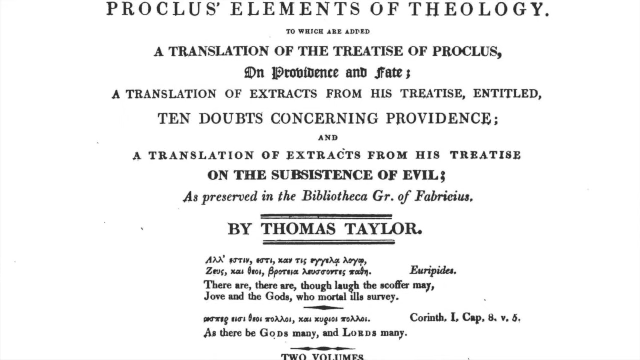 PROCLUS' ELEMENTS OF THEOLOGY.
TO WHICH ARE ADDED
A TRANSLATION OF THE TREATISE OF PROCLUS,
On Providence and Fate;
A TRANSLATION OF EXTRACTS FROM HIS TREATISE, ENTITLED,
TEN DOUBTS CONCERNING PROVIDENCE;
AND
A TRANSLATION OF EXTRACTS FROM HIS TREATISE
ON THE SUBSISTENCE OF EVIL;
As preserved in the Bibliotheca Gr. of Fabricius.
BY THOMAS TAYLOR.
Αλλ' εστιν, εστι, καν τις εγγελᾳ λογῳ,
Ζευς, και θεοι, βροτεια λευσσοντες παθη. Euripides.
There are, there are, though laugh the scoffer may,
Jove and the Gods, who mortal ills survey.
ωσπερ εισι θεοι πολλοι, και κυριοι πολλοι. Corinth. I. Cap. 8. v. 5.
As there be GODS many, and LORDS many.
TWO VOLUMES